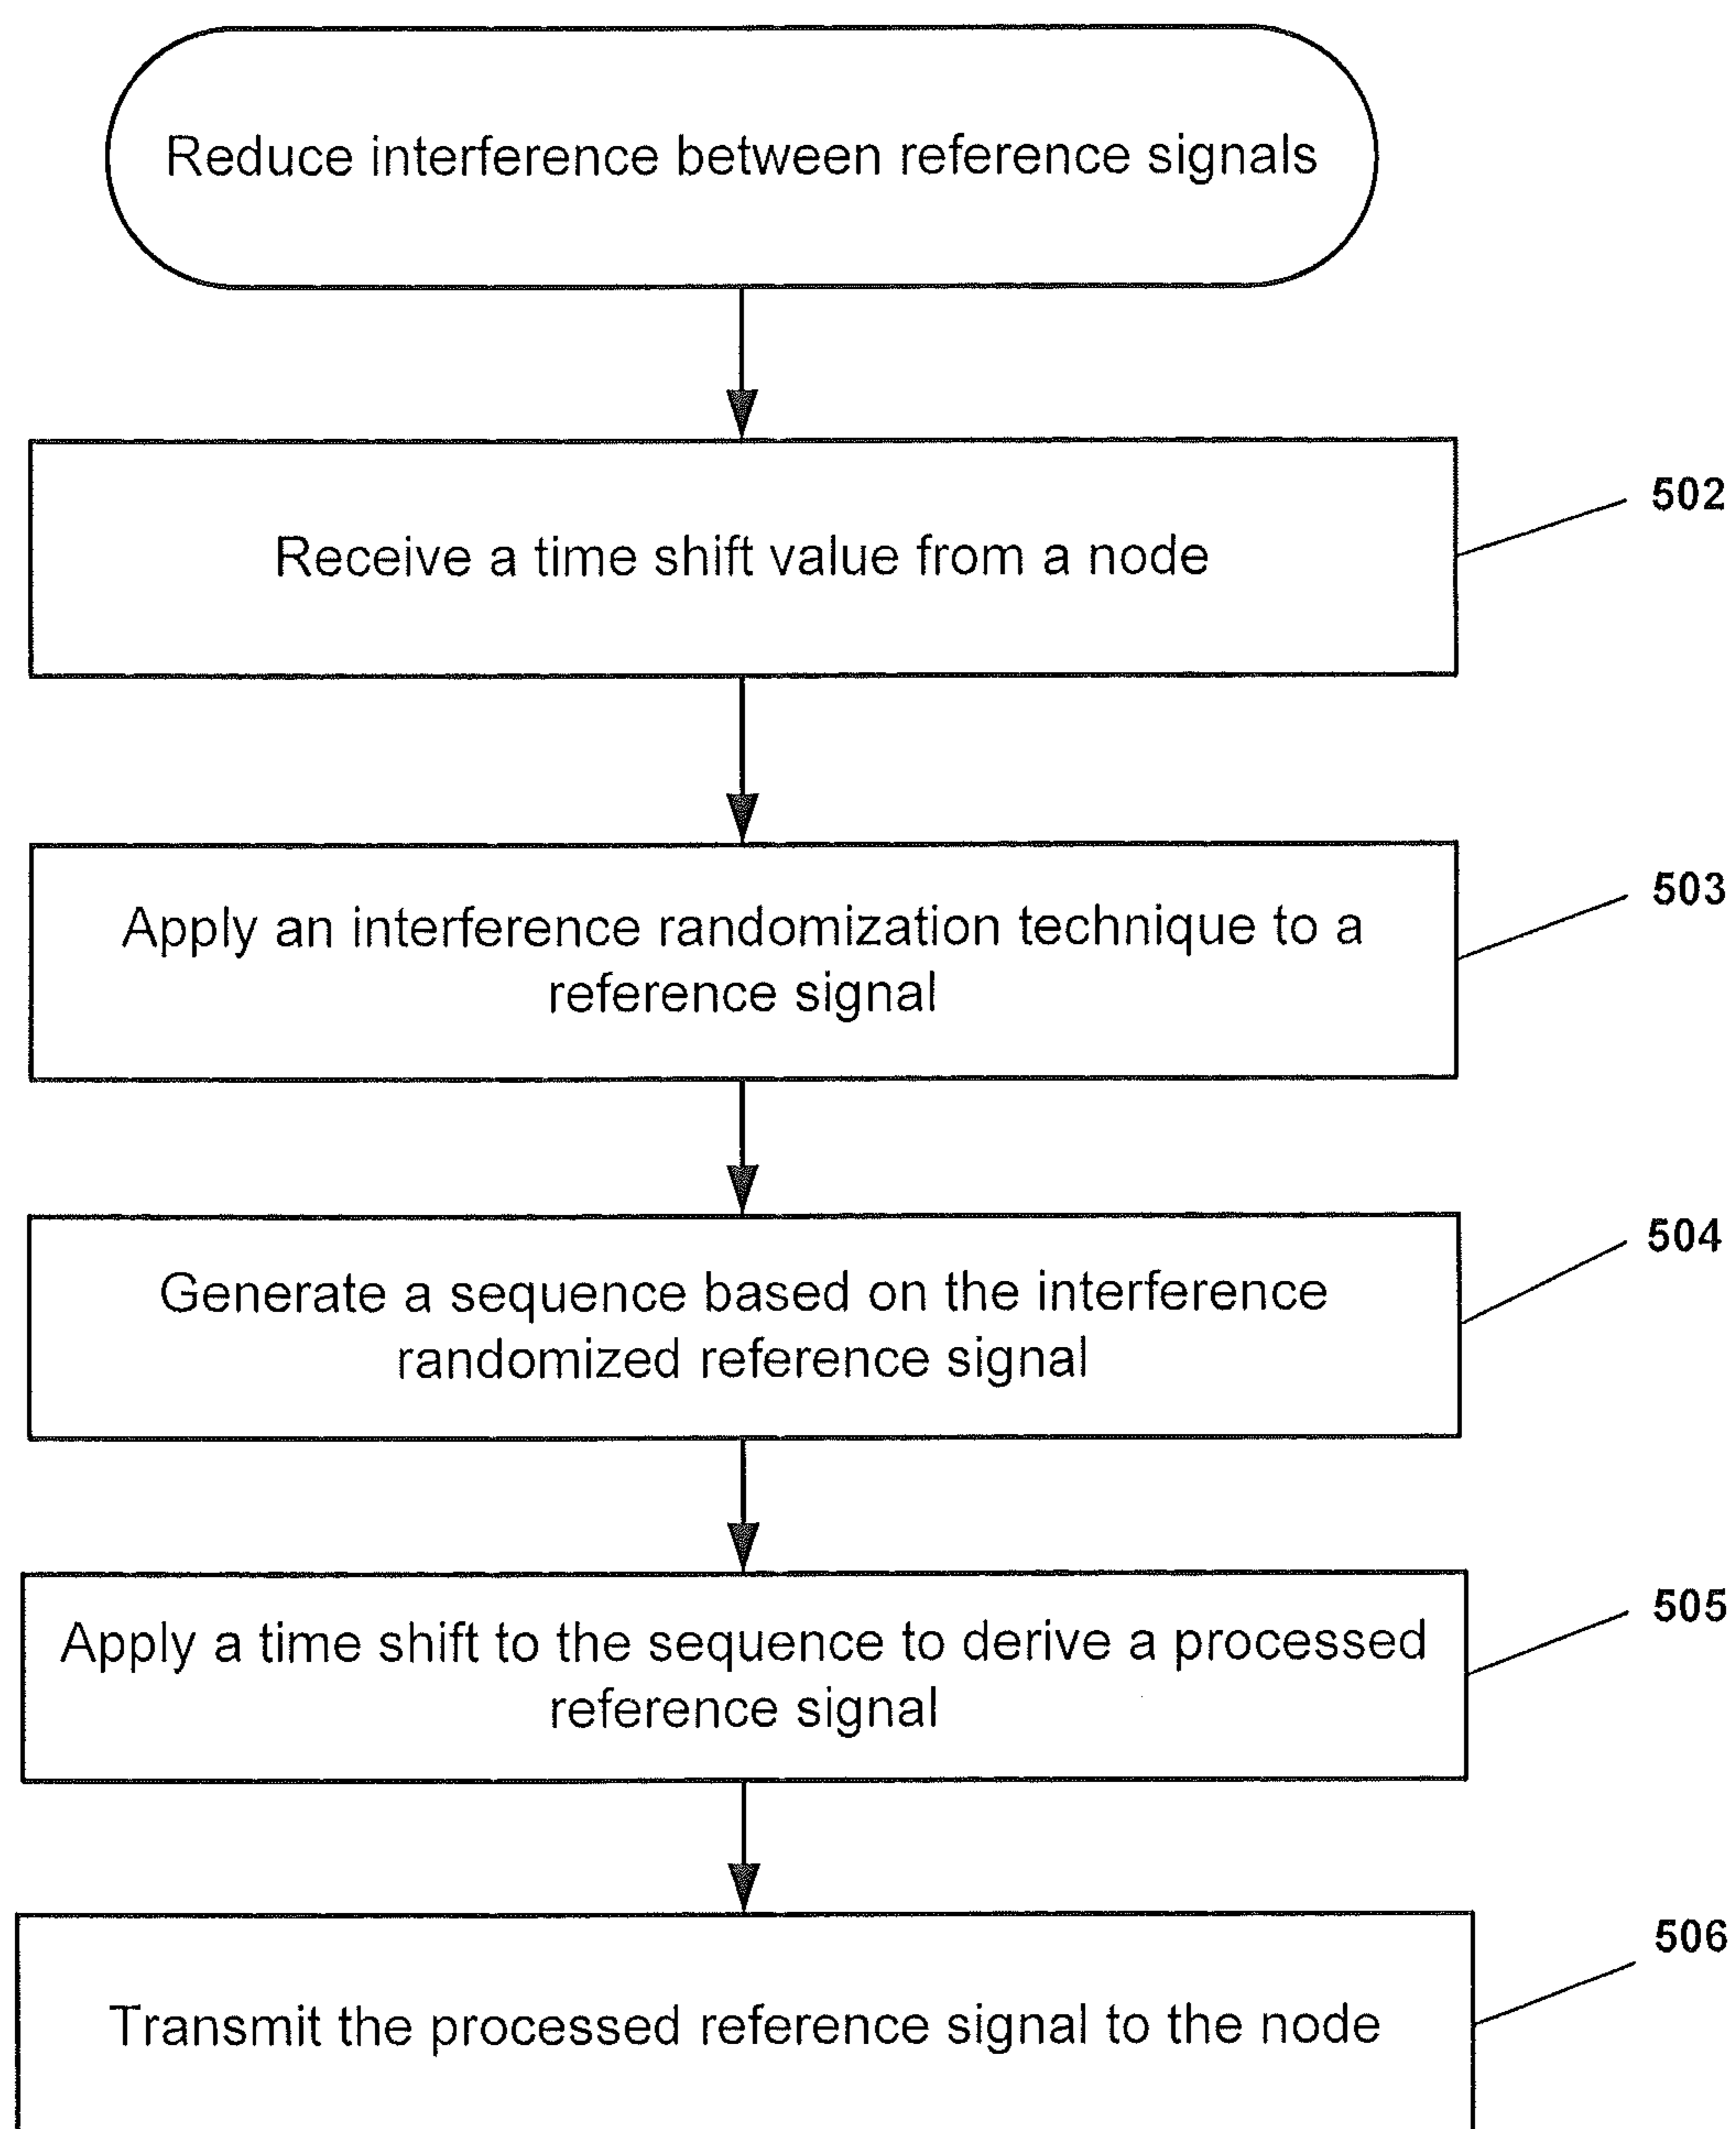 Reduce interference between reference signals
502
Receive a time shift value from a node
503
Apply an interference randomization technique to a
reference signal
504
Generate a sequence based on the interference
randomized reference signal
505
Apply a time shift to the sequence to derive a processed
reference signal
506
Transmit the processed reference signal to the node